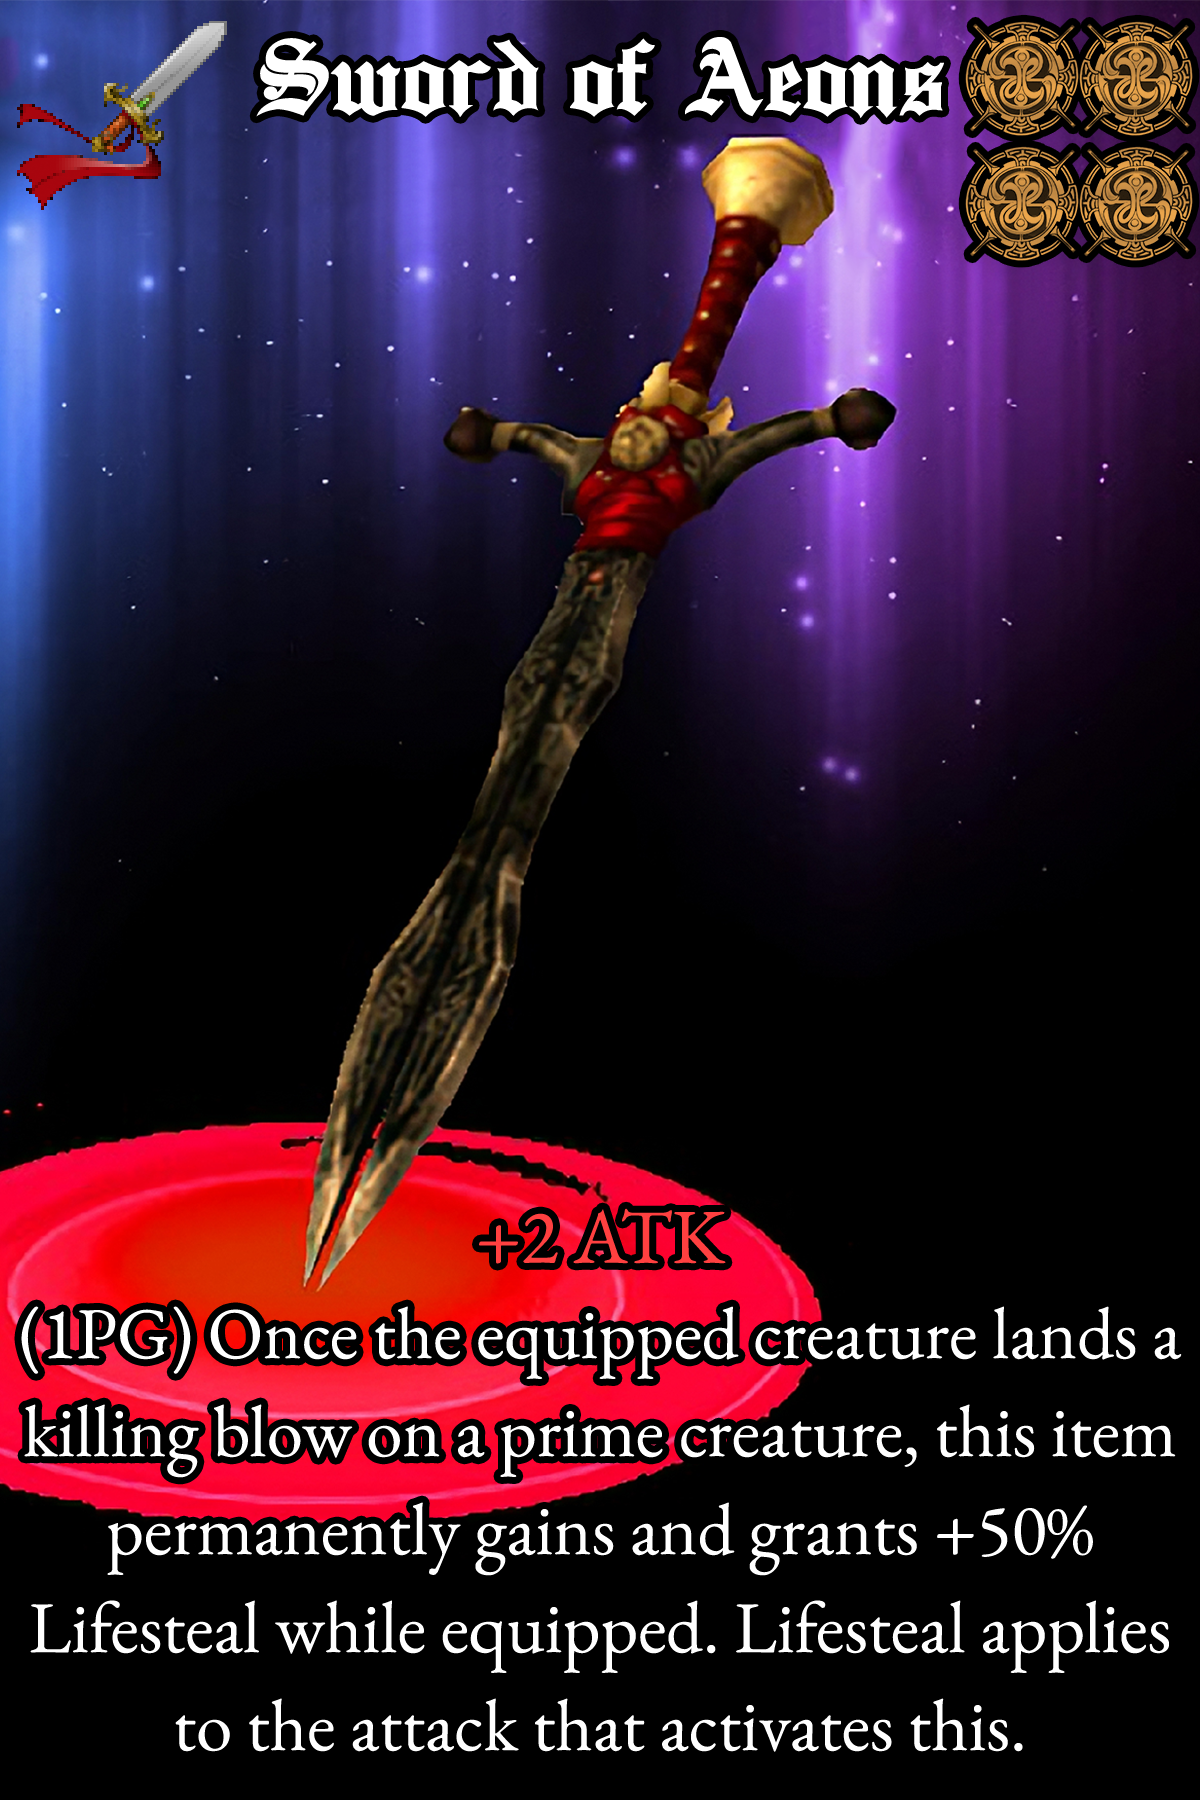 Sword of Aeons
+2 ATK
(1PG) Once the equipped creature lands a
killing blow on a prime creature, this item
permanently gains and grants +50%
Lifesteal while equipped. Lifesteal applies
to the attack that activates this.